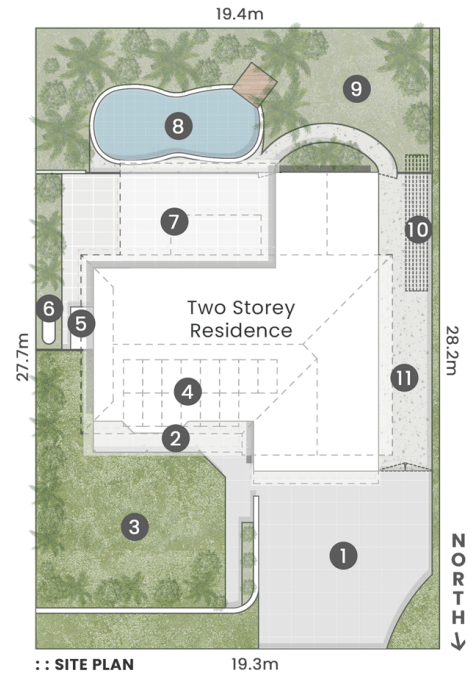 19.4m
9
8
7
10
6
5
Two Storey
Residence
27.7m
28.2m
4
11
2
3
1
NORTH
:: SITE PLAN
19.3m